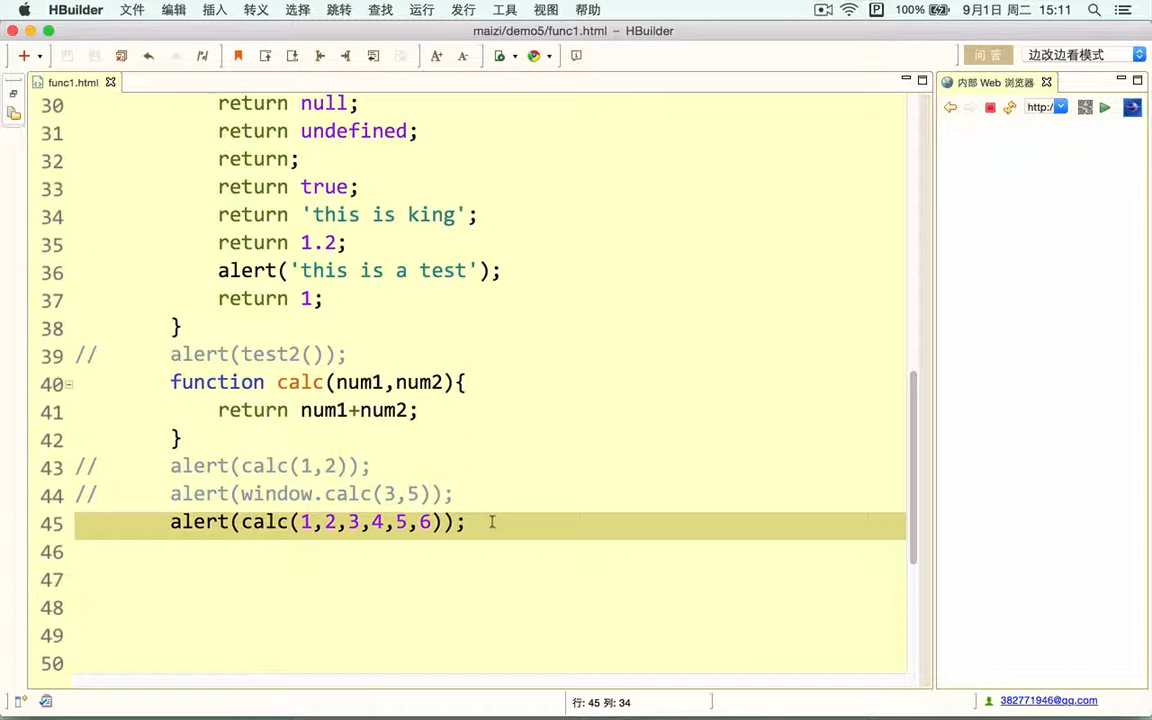 HBuilder 文件 编辑 插入 转义 选择 跳转 查找 运行 发行 工具 视图 帮助 100% 9月1日 周二 15:11
maizi/demo5/func1.html – HBuilder
问 答 边改边看模式
func1.html 内部 Web 浏览器
http:/
30 return null;
31 return undefined;
32 return;
33 return true;
34 return 'this is king';
35 return 1.2;
36 alert('this is a test');
37 return 1;
38 }
39 // alert(test2());
40 function calc(num1,num2){
41 return num1+num2;
42 }
43 // alert(calc(1,2));
44 // alert(window.calc(3,5));
45 alert(calc(1,2,3,4,5,6));
46
47
48
49
50
行: 45 列: 34 382771946@qq.com